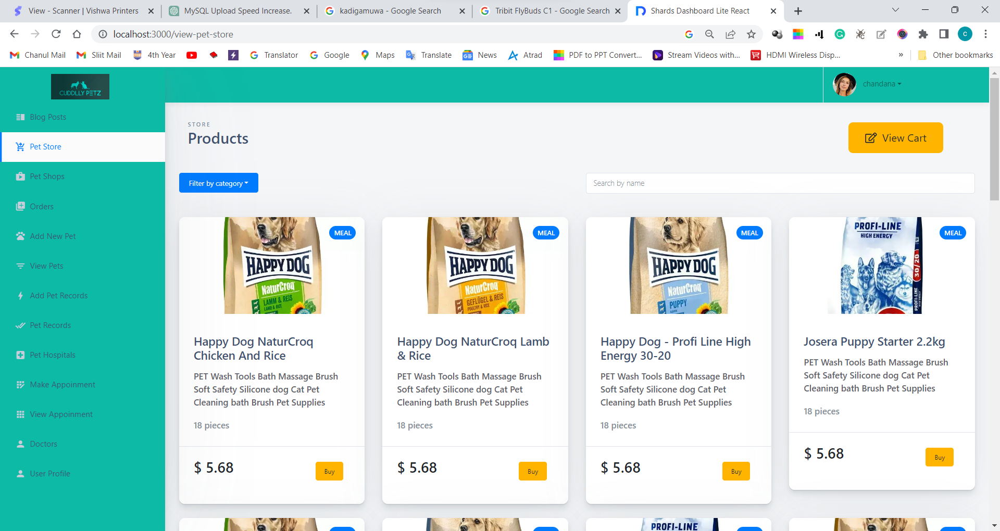 View - Scanner | Vishwa Printers
MySQL Upload Speed Increase.
kadigamuwa - Google Search
Tribit FlyBuds C1 - Google Search
Shards Dashboard Lite React
localhost:3000/view-pet-store
c
Chanul Mail
Sliit Mail
4th Year
Translator
Google
Maps
Translate
News
Atrad
PDF to PPT Convert...
Stream Videos with...
HDMI Wireless Disp...
»
Other bookmarks
CUDDLLY PETZ
chandana
Blog Posts
Pet Store
Pet Shops
Orders
Add New Pet
View Pets
Add Pet Records
Pet Records
Pet Hospitals
Make Appoinment
View Appoinment
Doctors
User Profile
STORE
Products
View Cart
Filter by category
Search by name
MEAL
HAPPY DOG
NaturCroq
LAMM & REIS
LAMB & RICE
Happy Dog NaturCroq
Chicken And Rice
PET Wash Tools Bath Massage Brush
Soft Safety Silicone dog Cat Pet
Cleaning bath Brush Pet Supplies
18 pieces
$ 5.68
Buy
MEAL
HAPPY DOG
NaturCroq
GEFLÜGEL & REIS
POULTRY & RICE
Happy Dog NaturCroq Lamb
& Rice
PET Wash Tools Bath Massage Brush
Soft Safety Silicone dog Cat Pet
Cleaning bath Brush Pet Supplies
18 pieces
$ 5.68
Buy
MEAL
HAPPY DOG
NaturCroq
PUPPY
Happy Dog - Profi Line High
Energy 30-20
PET Wash Tools Bath Massage Brush
Soft Safety Silicone dog Cat Pet
Cleaning bath Brush Pet Supplies
18 pieces
$ 5.68
Buy
MEAL
PROFI-LINE
HIGH ENERGY
30/20
PROFI-LINE
Josera Puppy Starter 2.2kg
PET Wash Tools Bath Massage Brush
Soft Safety Silicone dog Cat Pet
Cleaning bath Brush Pet Supplies
18 pieces
$ 5.68
Buy
PROFI-LINE